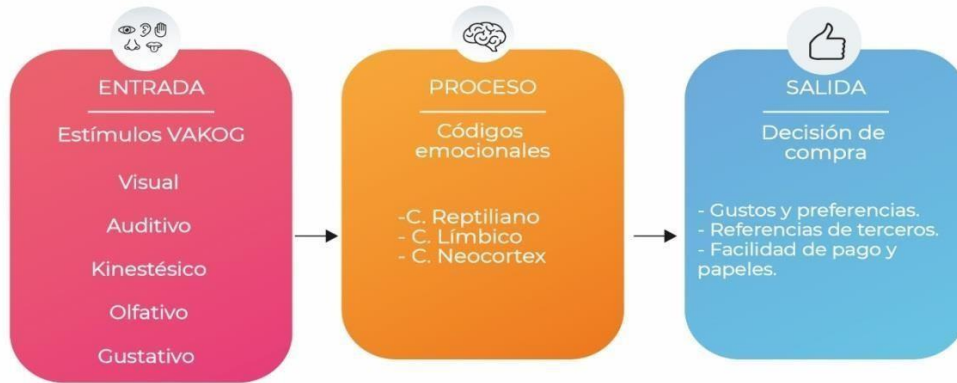 ENTRADA
Estímulos VAKOG
Visual
Auditivo
Kinestésico
Olfativo
Gustativo
PROCESO
Códigos
emocionales
-C. Reptiliano
- C. Límbico
- C. Neocortex
SALIDA
Decisión de
compra
- Gustos y preferencias.
- Referencias de terceros.
- Facilidad de pago y
papeles.